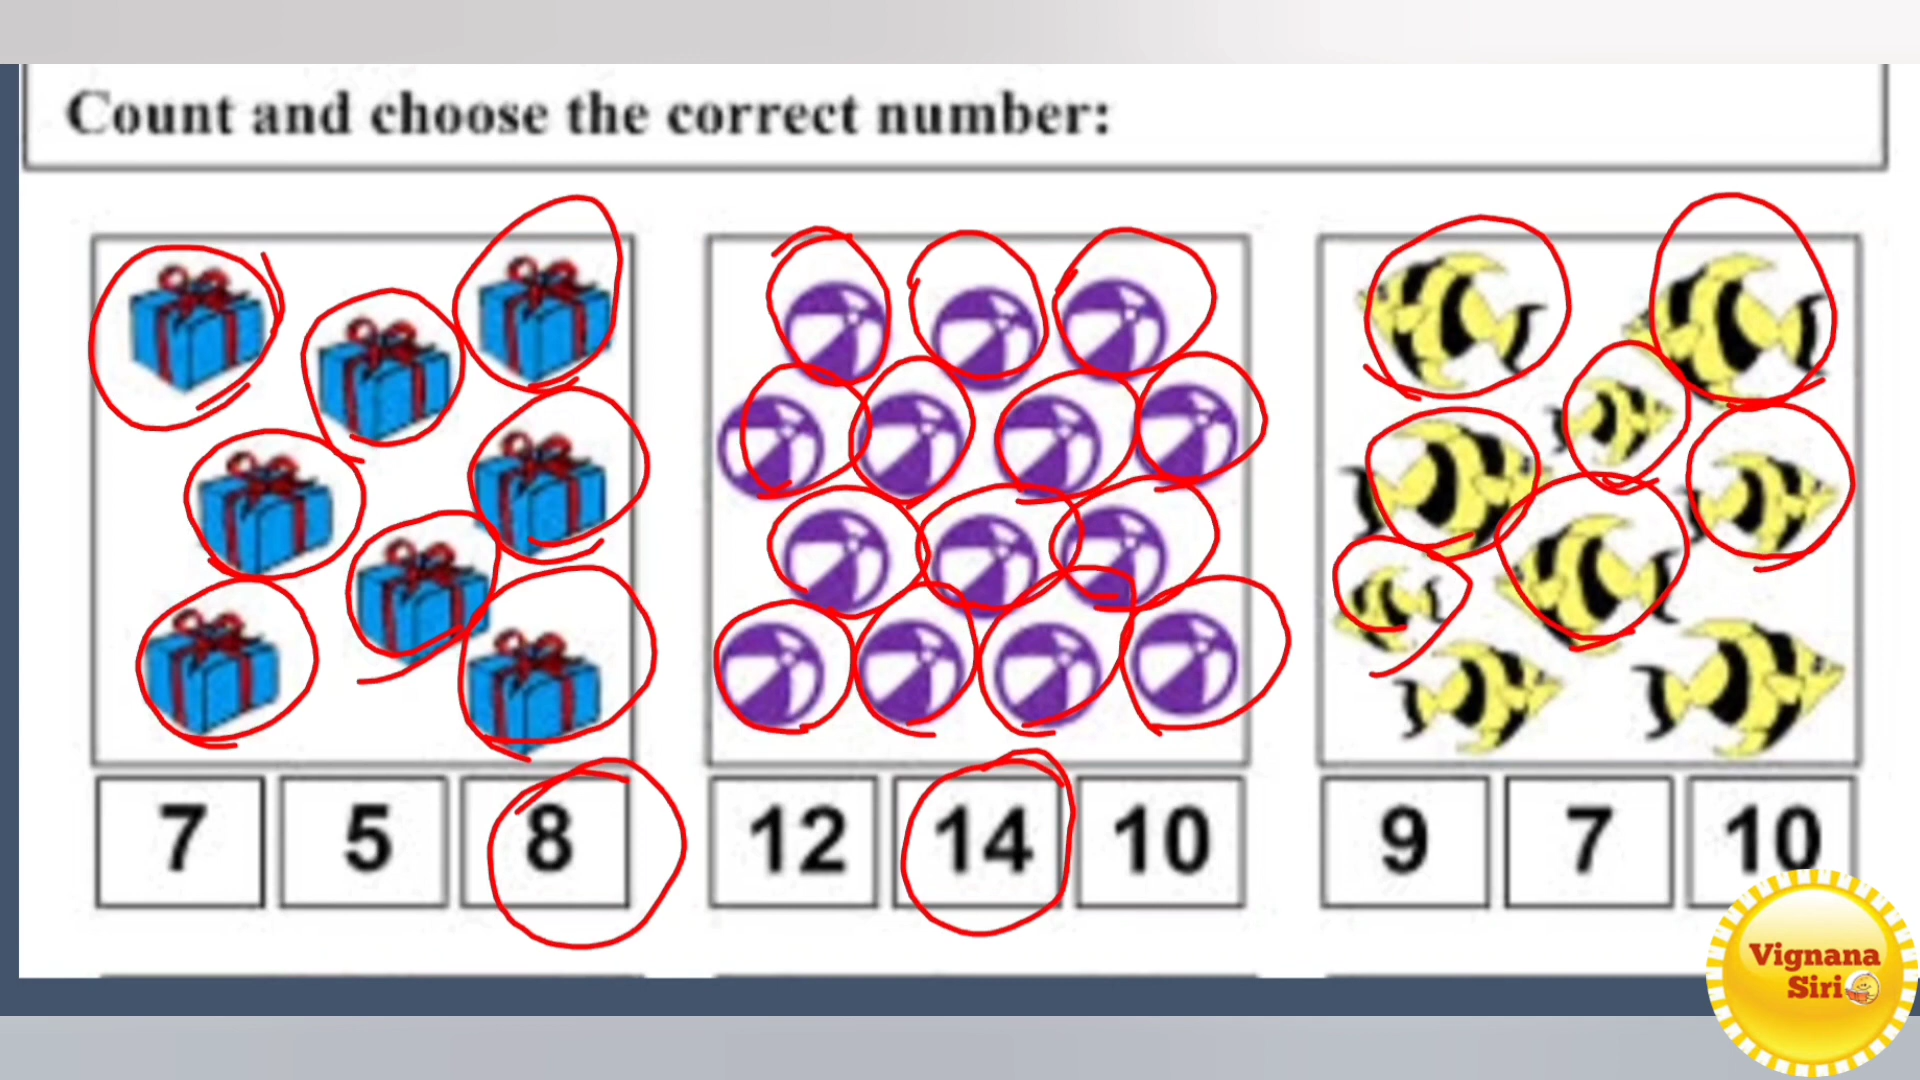 Count and choose the correct number:
7 5 8 12 14 10 9 7 10
Vignana
Siri